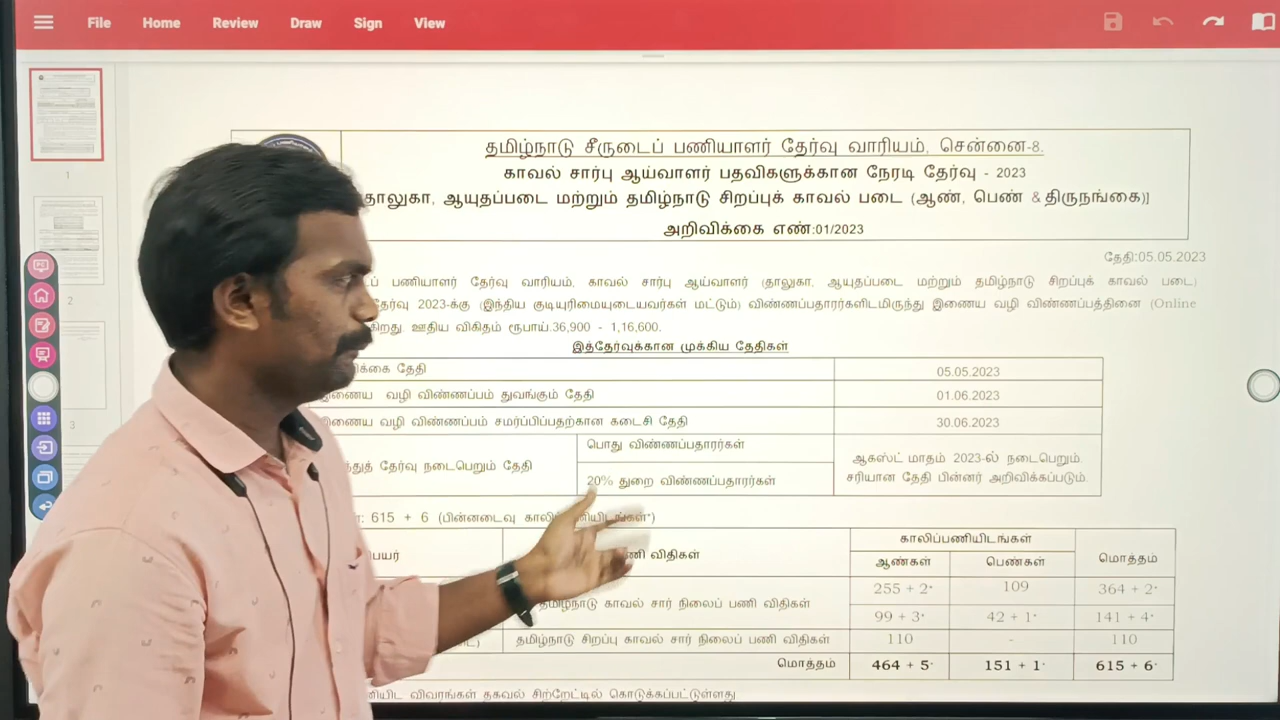 File Home Review Draw Sign View
தமிழ்நாடு சீருடைப் பணியாளர் தேர்வு வாரியம், சென்னை-8.
காவல் சார்பு ஆய்வாளர் பதவிகளுக்கான நேரடி தேர்வு - 2023
தாலுகா, ஆயுதப்படை மற்றும் தமிழ்நாடு சிறப்புக் காவல் படை (ஆண், பெண் & திருநங்கை)]
அறிவிக்கை எண்:01/2023
தேதி:05.05.2023
பணியாளர் தேர்வு வாரியம், காவல் சார்பு ஆய்வாளர் (தாலுகா, ஆயுதப்படை மற்றும் தமிழ்நாடு சிறப்புக் காவல் படை)
தேர்வு 2023-க்கு (இந்திய குடியுரிமையுடையவர்கள் மட்டும்) விண்ணப்பதாரர்களிடமிருந்து இணைய வழி விண்ணப்பத்தினை (Online
ஊதிய விகிதம் ரூபாய்.36,900 - 1,16,600.
இத்தேர்வுக்கான முக்கிய தேதிகள்
தேதி 05.05.2023
இணைய வழி விண்ணப்பம் துவங்கும் தேதி 01.06.2023
இணைய வழி விண்ணப்பம் சமர்ப்பிப்பதற்கான கடைசி தேதி 30.06.2023
தேர்வு நடைபெறும் தேதி
பொது விண்ணப்பதாரர்கள்
20% துறை விண்ணப்பதாரர்கள்
ஆகஸ்ட் மாதம் 2023-ல் நடைபெறும்.
சரியான தேதி பின்னர் அறிவிக்கப்படும்.
615 + 6 (பின்னடைவு
விதிகள்
காலிப்பணியிடங்கள்
ஆண்கள் பெண்கள் மொத்தம்
தமிழ்நாடு காவல் சார் நிலைப் பணி விதிகள்
255 + 2* 109 364 + 2*
99 + 3* 42 + 1* 141 + 4*
தமிழ்நாடு சிறப்பு காவல் சார் நிலைப் பணி விதிகள் 110 - 110
மொத்தம் 464 + 5* 151 + 1* 615 + 6*
விவரங்கள் தகவல் சிற்றேட்டில் கொடுக்கப்பட்டுள்ளது
1
2
3